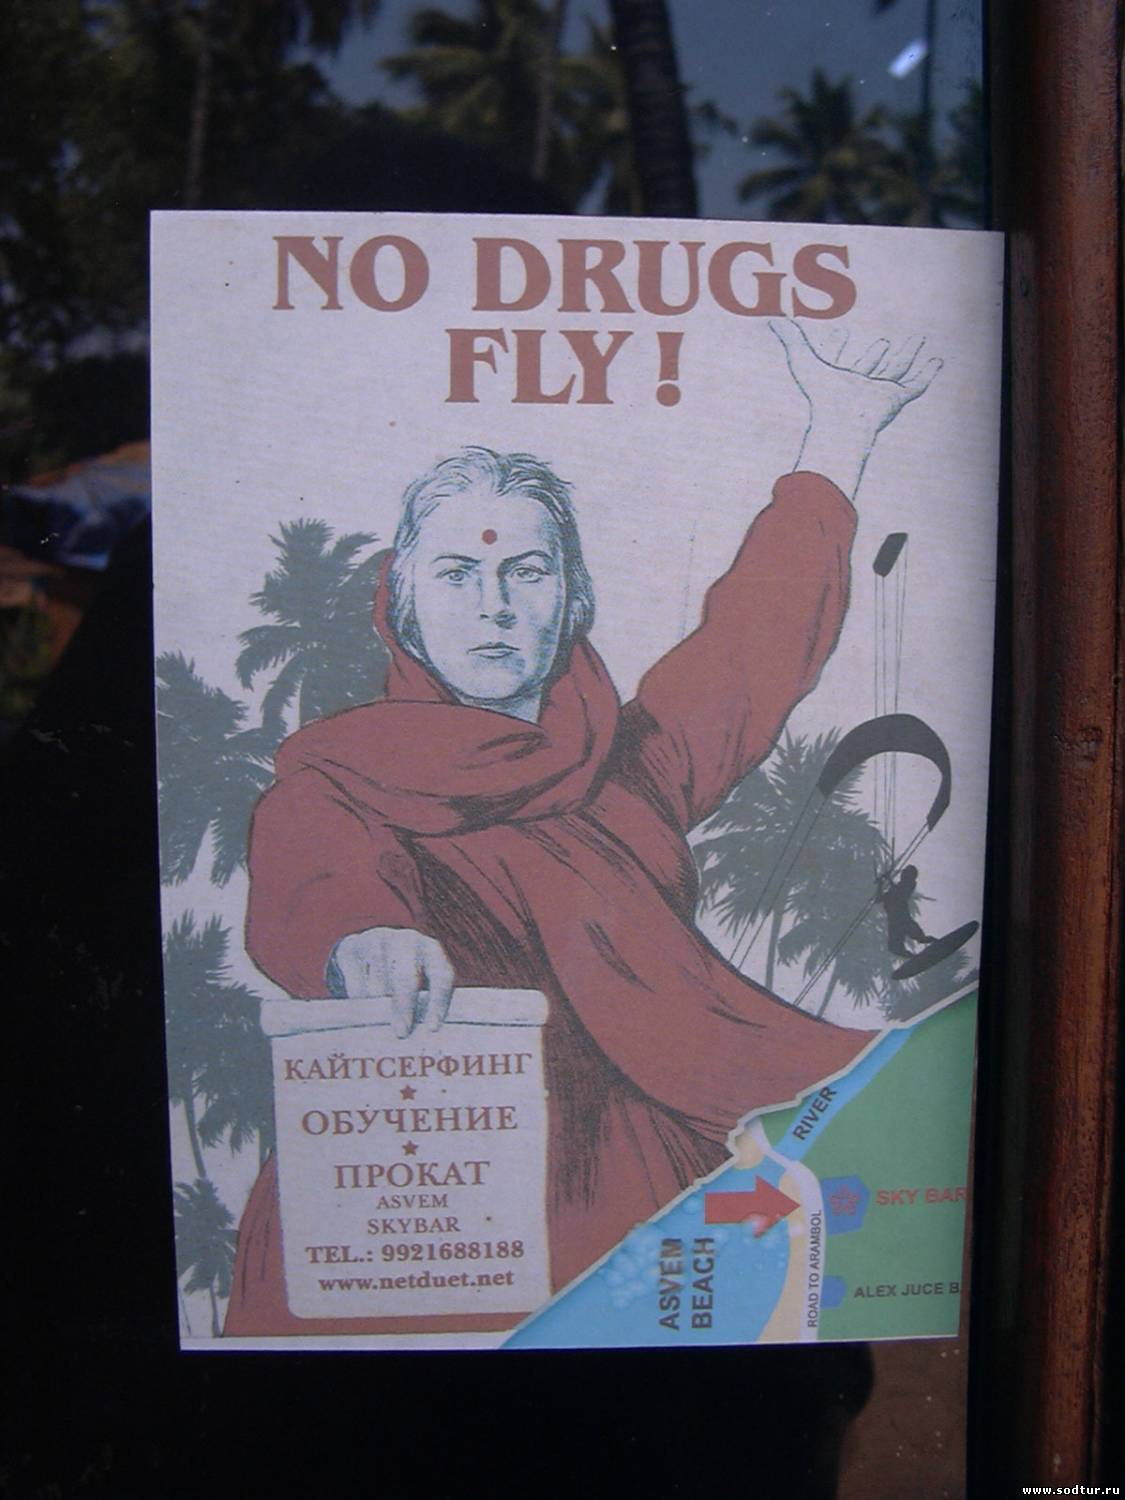 NO DRUGS
FLY!
КАЙТСЕРФИНГ
ОБУЧЕНИЕ
ПРОКАТ
ASVEM
SKYBAR
TEL.: 9921688188
www.netduet.net
RIVER
SKY BAR
ROAD TO ARAMBOL
ASVEM
BEACH
ALEX JUCE B
www.sodtur.ru